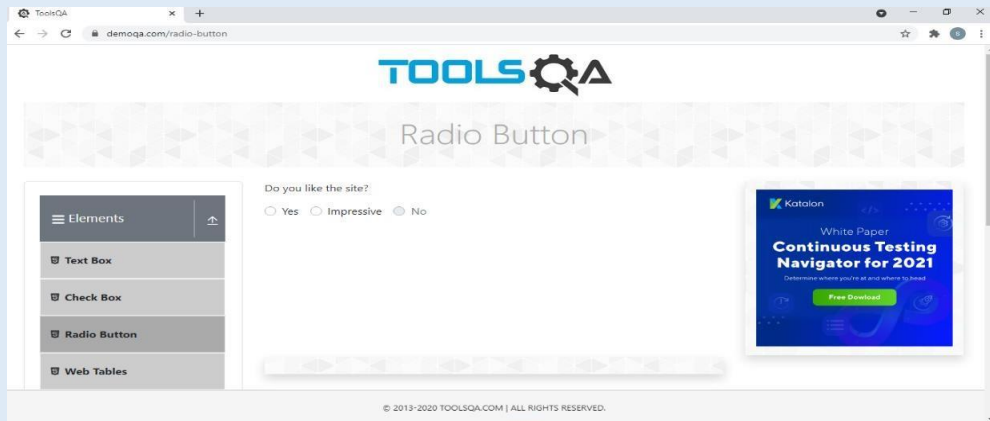 ToolsQA
demoqa.com/radio-button
TOOLSQA
Radio Button
Do you like the site?
Yes Impressive No
Elements
Text Box
Check Box
Radio Button
Web Tables
Katalon
White Paper
Continuous Testing
Navigator for 2021
Determine where you're at and where to head
Free Dowload
© 2013-2020 TOOLSQA.COM | ALL RIGHTS RESERVED.